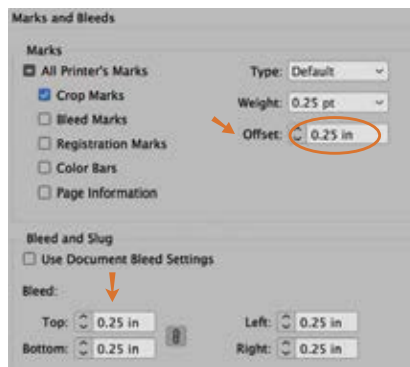 Marks and Bleeds
Marks
All Printer's Marks
Type: Default
Crop Marks
Weight: 0.25 pt
Bleed Marks
Offset: 0.25 in
Registration Marks
Color Bars
Page Information
Bleed and Slug
Use Document Bleed Settings
Bleed:
Top: 0.25 in Left: 0.25 in
Bottom: 0.25 in Right: 0.25 in